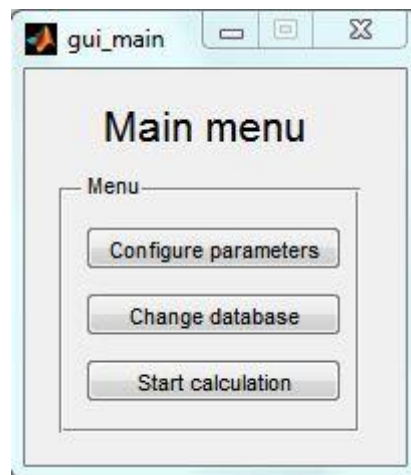 gui_main
Main menu
Menu
Configure parameters
Change database
Start calculation